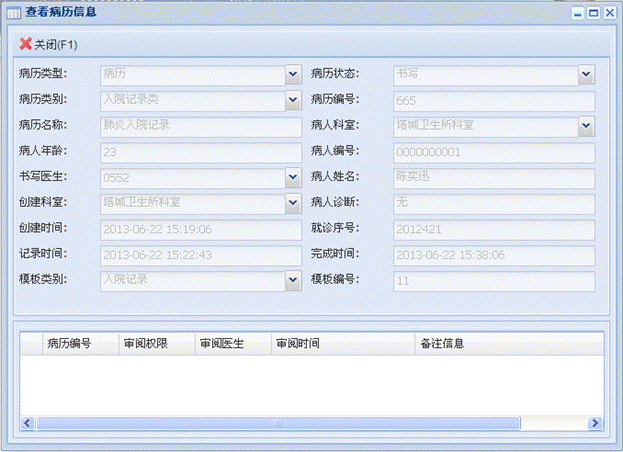 查看病历信息
关闭(F1)
病历类型： 病历 病历状态： 书写
病历类别： 入院记录类 病历编号： 665
病历名称： 肺炎入院记录 病人科室： 塔城卫生所科室
病人年龄： 23 病人编号： 0000000001
书写医生： 0552 病人姓名： 陈奕迅
创建科室： 塔城卫生所科室 病人诊断： 无
创建时间： 2013-06-22 15:19:06 就诊序号： 2012421
记录时间： 2013-06-22 15:22:43 完成时间： 2013-06-22 15:38:06
模板类别： 入院记录 模板编号： 11
病历编号 审阅权限 审阅医生 审阅时间 备注信息